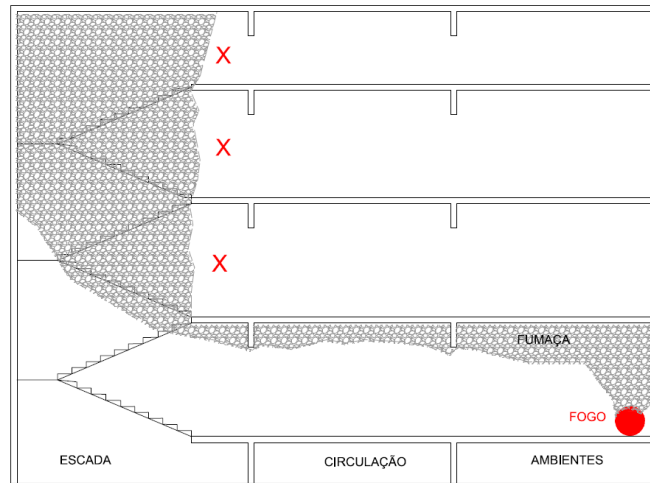 X
X
X
FUMAÇA
FOGO
ESCADA
CIRCULAÇÃO
AMBIENTES